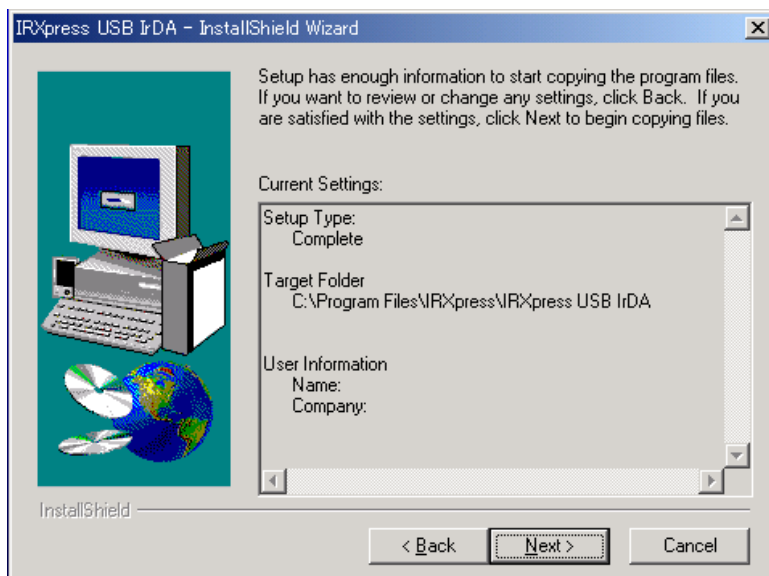 IRXpress USB IrDA - InstallShield Wizard
Setup has enough information to start copying the program files.
If you want to review or change any settings, click Back. If you
are satisfied with the settings, click Next to begin copying files.
Current Settings:
Setup Type:
Complete
Target Folder
C:\Program Files\IRXpress\IRXpress USB IrDA
User Information
Name:
Company:
InstallShield
< Back
Next >
Cancel